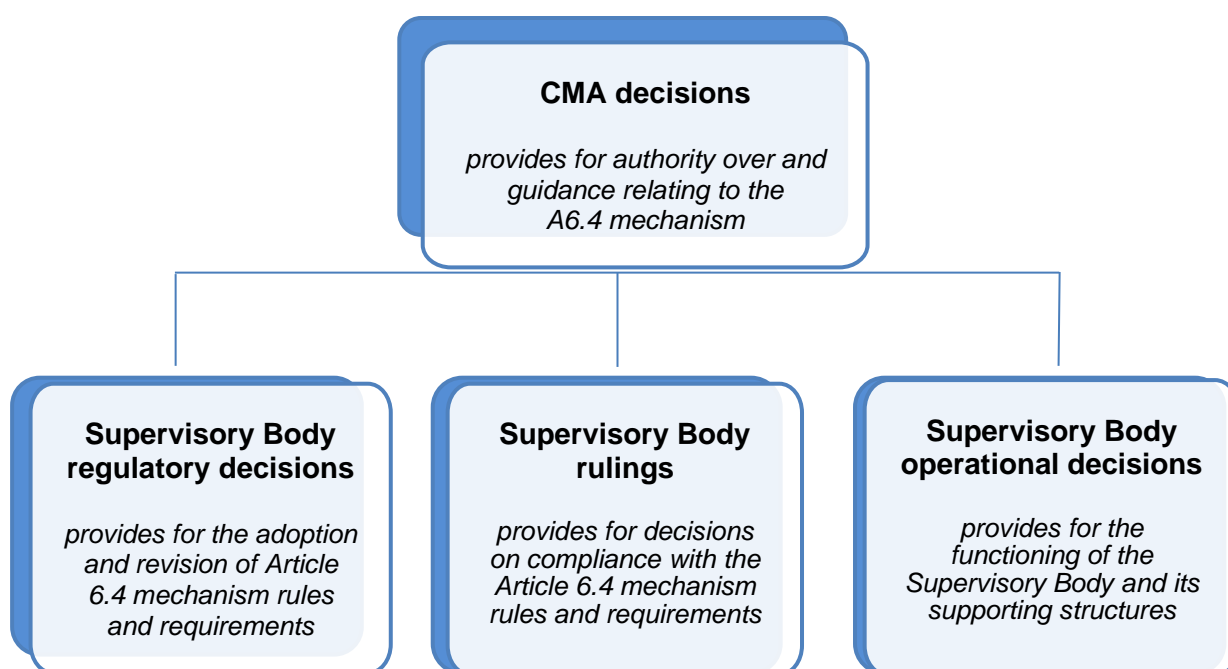 CMA decisions
provides for authority over and
guidance relating to the
A6.4 mechanism
Supervisory Body
regulatory decisions
provides for the adoption
and revision of Article
6.4 mechanism rules
and requirements
Supervisory Body
rulings
provides for decisions
on compliance with the
Article 6.4 mechanism
rules and requirements
Supervisory Body
operational decisions
provides for the
functioning of the
Supervisory Body and its
supporting structures